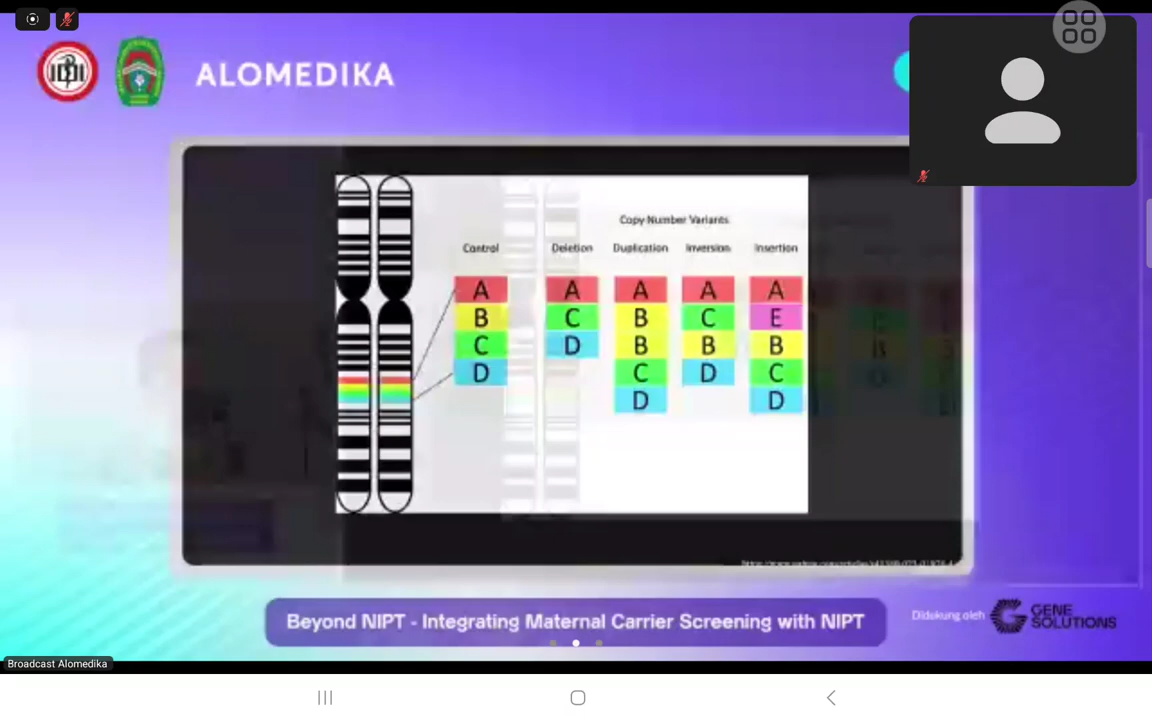 ALOMEDIKA
Copy Number Variants
Control Deletion Duplication Inversion Insertion
A A A A A
B C B C E
C D B B B
D C D C
D D
Beyond NIPT - Integrating Maternal Carrier Screening with NIPT
Didukung oleh
GENE
SOLUTIONS
Broadcast Alomedika